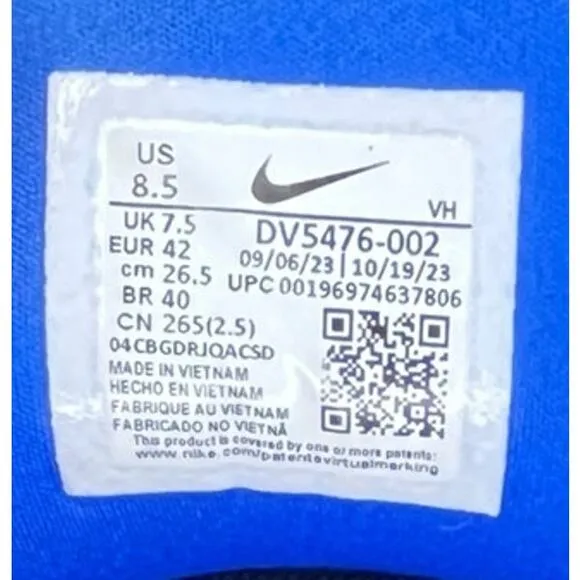 US
8.5
VH
UK 7.5
DV5476-002
EUR 42
09/06/23 | 10/19/23
cm 26.5
UPC 00196974637806
BR 40
CN 265(2.5)
04CBGDRJQACSD
MADE IN VIETNAM
HECHO EN VIETNAM
FABRIQUE AU VIETNAM
FABRICADO NO VIETNÃ
This product is covered by one or more patents:
www.nike.com/patentsvirtualmarking